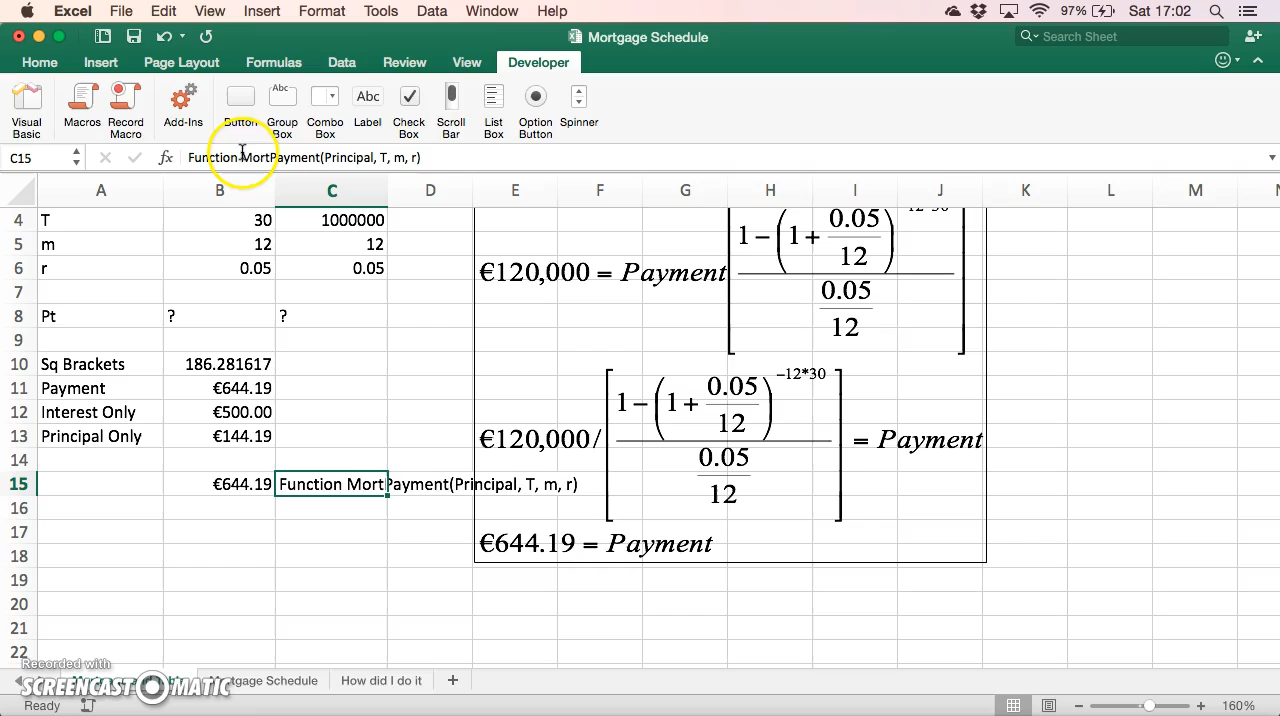 Excel File Edit View Insert Format Tools Data Window Help 97% Sat 17:02
Mortgage Schedule
Search Sheet
Home Insert Page Layout Formulas Data Review View Developer
Visual Basic
Macros
Record Macro
Add-Ins
Button
Group Box
Combo Box
Label
Check Box
Scroll Bar
List Box
Option Button
Spinner
Abc
Abc
C15 fx Function MortPayment(Principal, T, m, r)
A B C D E F G H I J K L M N
4 T 30 1000000
5 m 12 12
6 r 0.05 0.05
7
8 Pt ? ?
9
10 Sq Brackets 186.281617
11 Payment €644.19
12 Interest Only €500.00
13 Principal Only €144.19
14
15 €644.19 Function MortPayment(Principal, T, m, r)
16
17
18
19
20
21
22
€120,000 = Payment [ 1 − ( 1 + 0.05 / 12 ) −12*30 / 0.05 / 12 ]
€120,000 / [ 1 − ( 1 + 0.05 / 12 ) −12*30 / 0.05 / 12 ] = Payment
€644.19 = Payment
Recorded with
SCREENCAST-O-MATIC
Mortgage Schedule How did I do it
Ready 160%